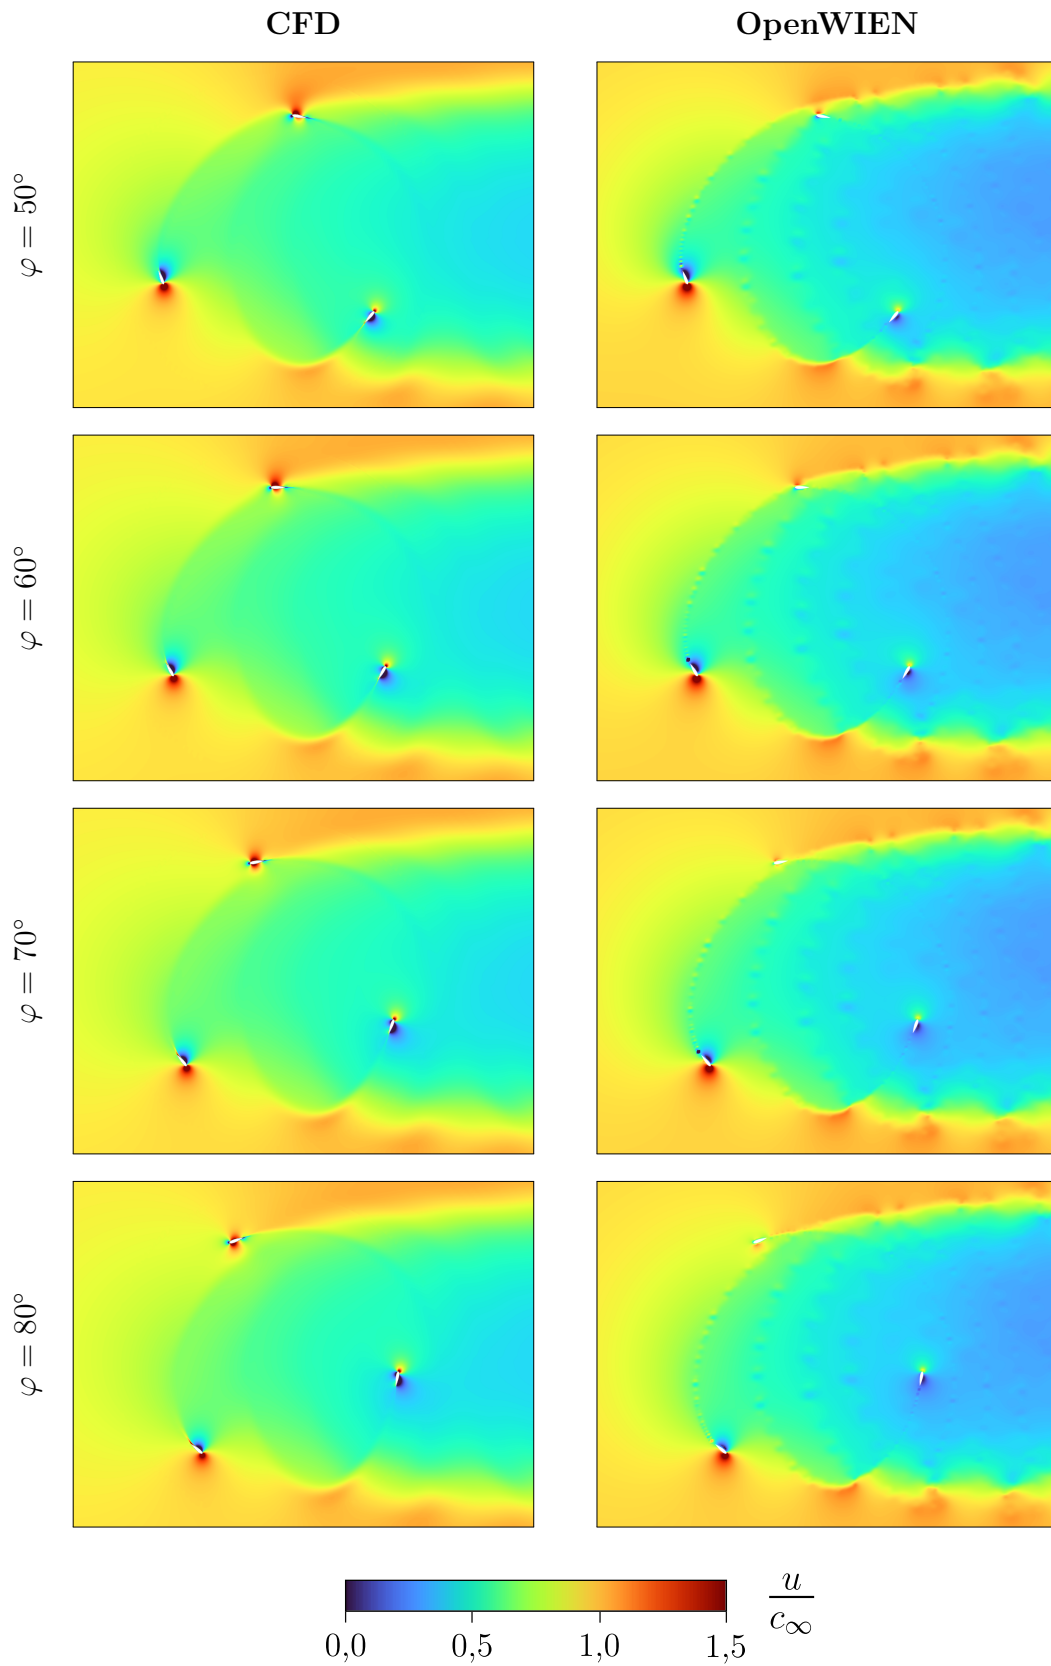 CFD OpenWIEN
φ = 50°
φ = 60°
φ = 70°
φ = 80°
u
c∞
0,0 0,5 1,0 1,5